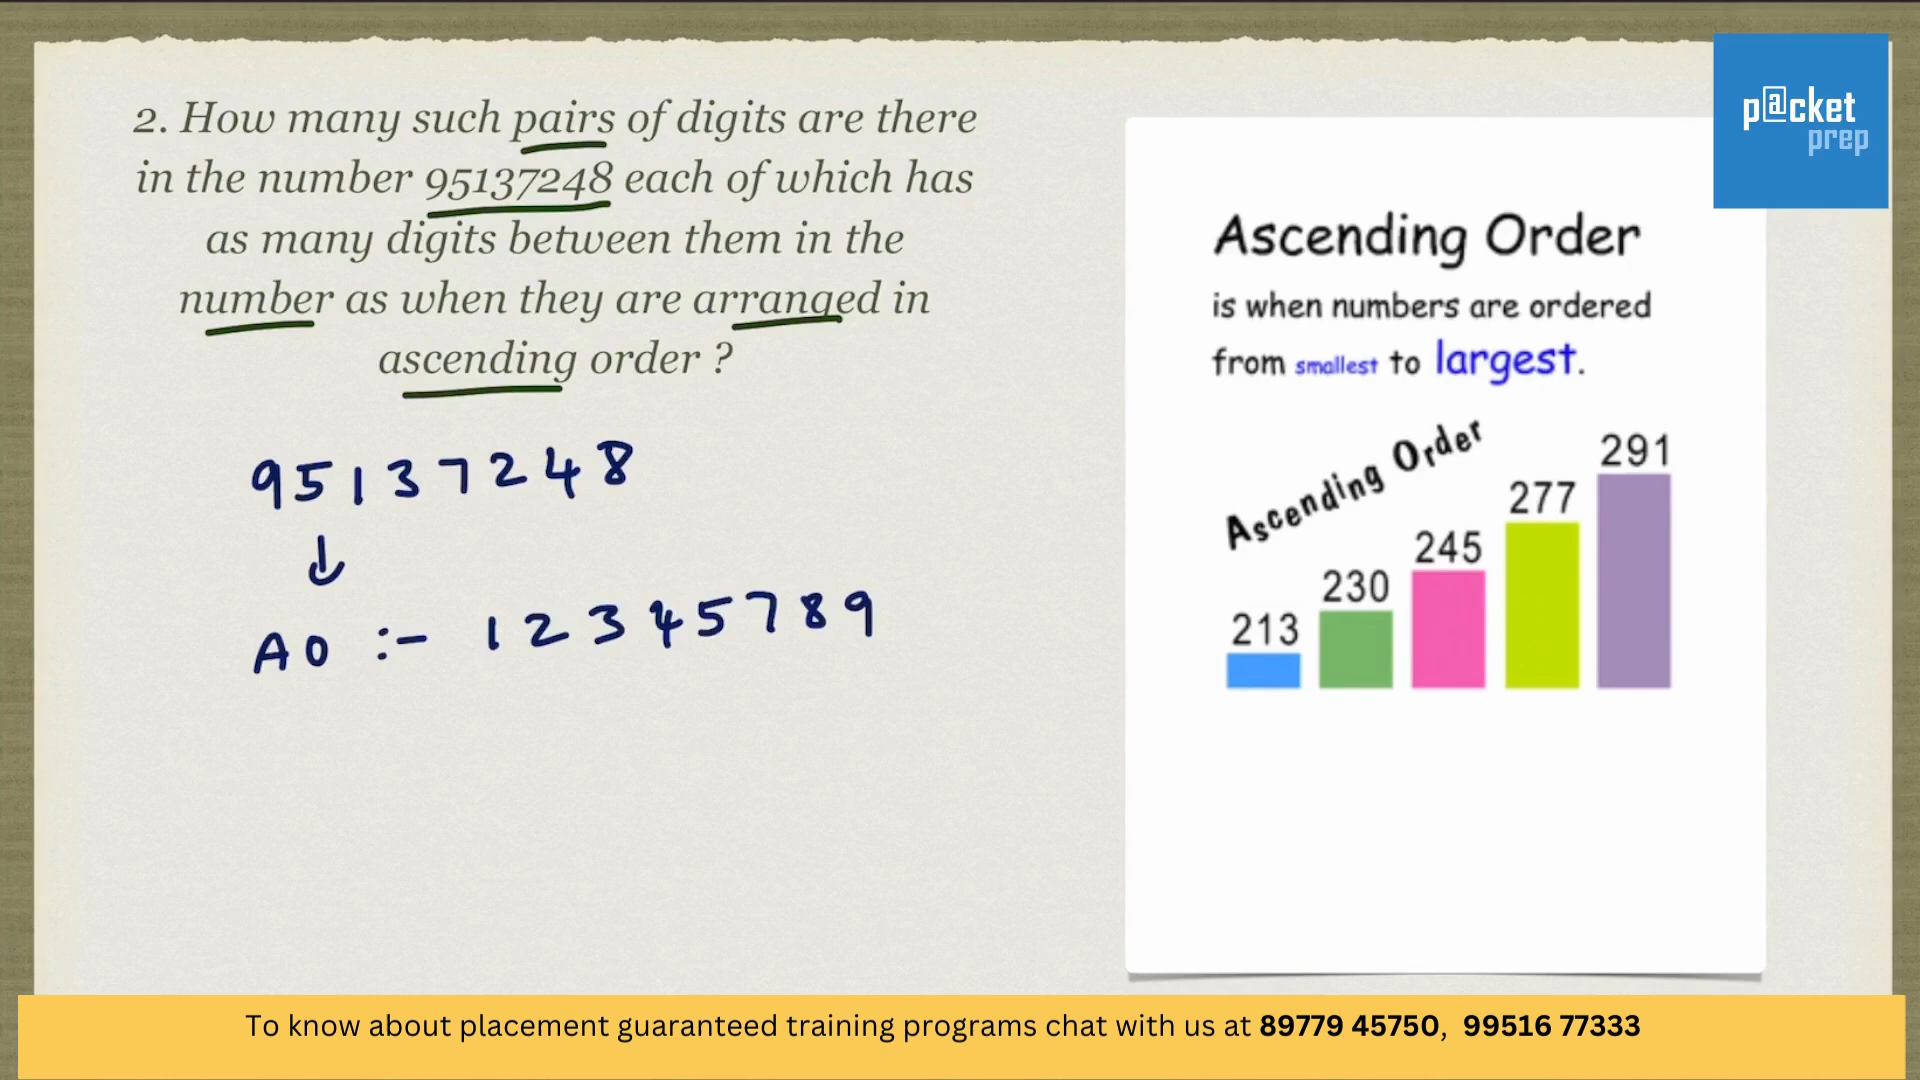 2. How many such pairs of digits are there
in the number 95137248 each of which has
as many digits between them in the
number as when they are arranged in
ascending order ?
95137248
AO :- 12345789
p@cket
prep
Ascending Order
is when numbers are ordered
from smallest to largest.
Ascending Order
213
230
245
277
291
To know about placement guaranteed training programs chat with us at 89779 45750, 99516 77333